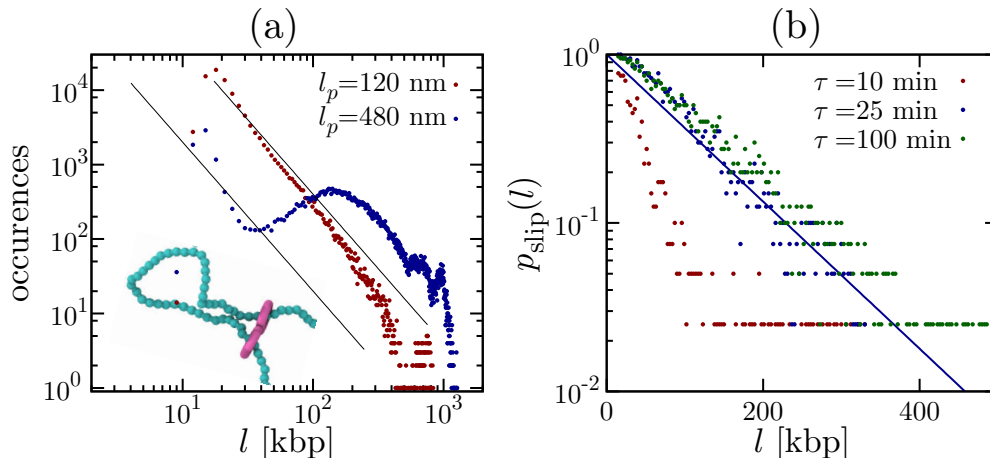 (a)
occurences
10^4
10^3
10^2
10^1
10^0
10^1
10^2
10^3
l [kbp]
l_p=120 nm
l_p=480 nm
(b)
p_slip(l)
10^0
10^-1
10^-2
0
200
400
l [kbp]
τ =10 min
τ =25 min
τ =100 min